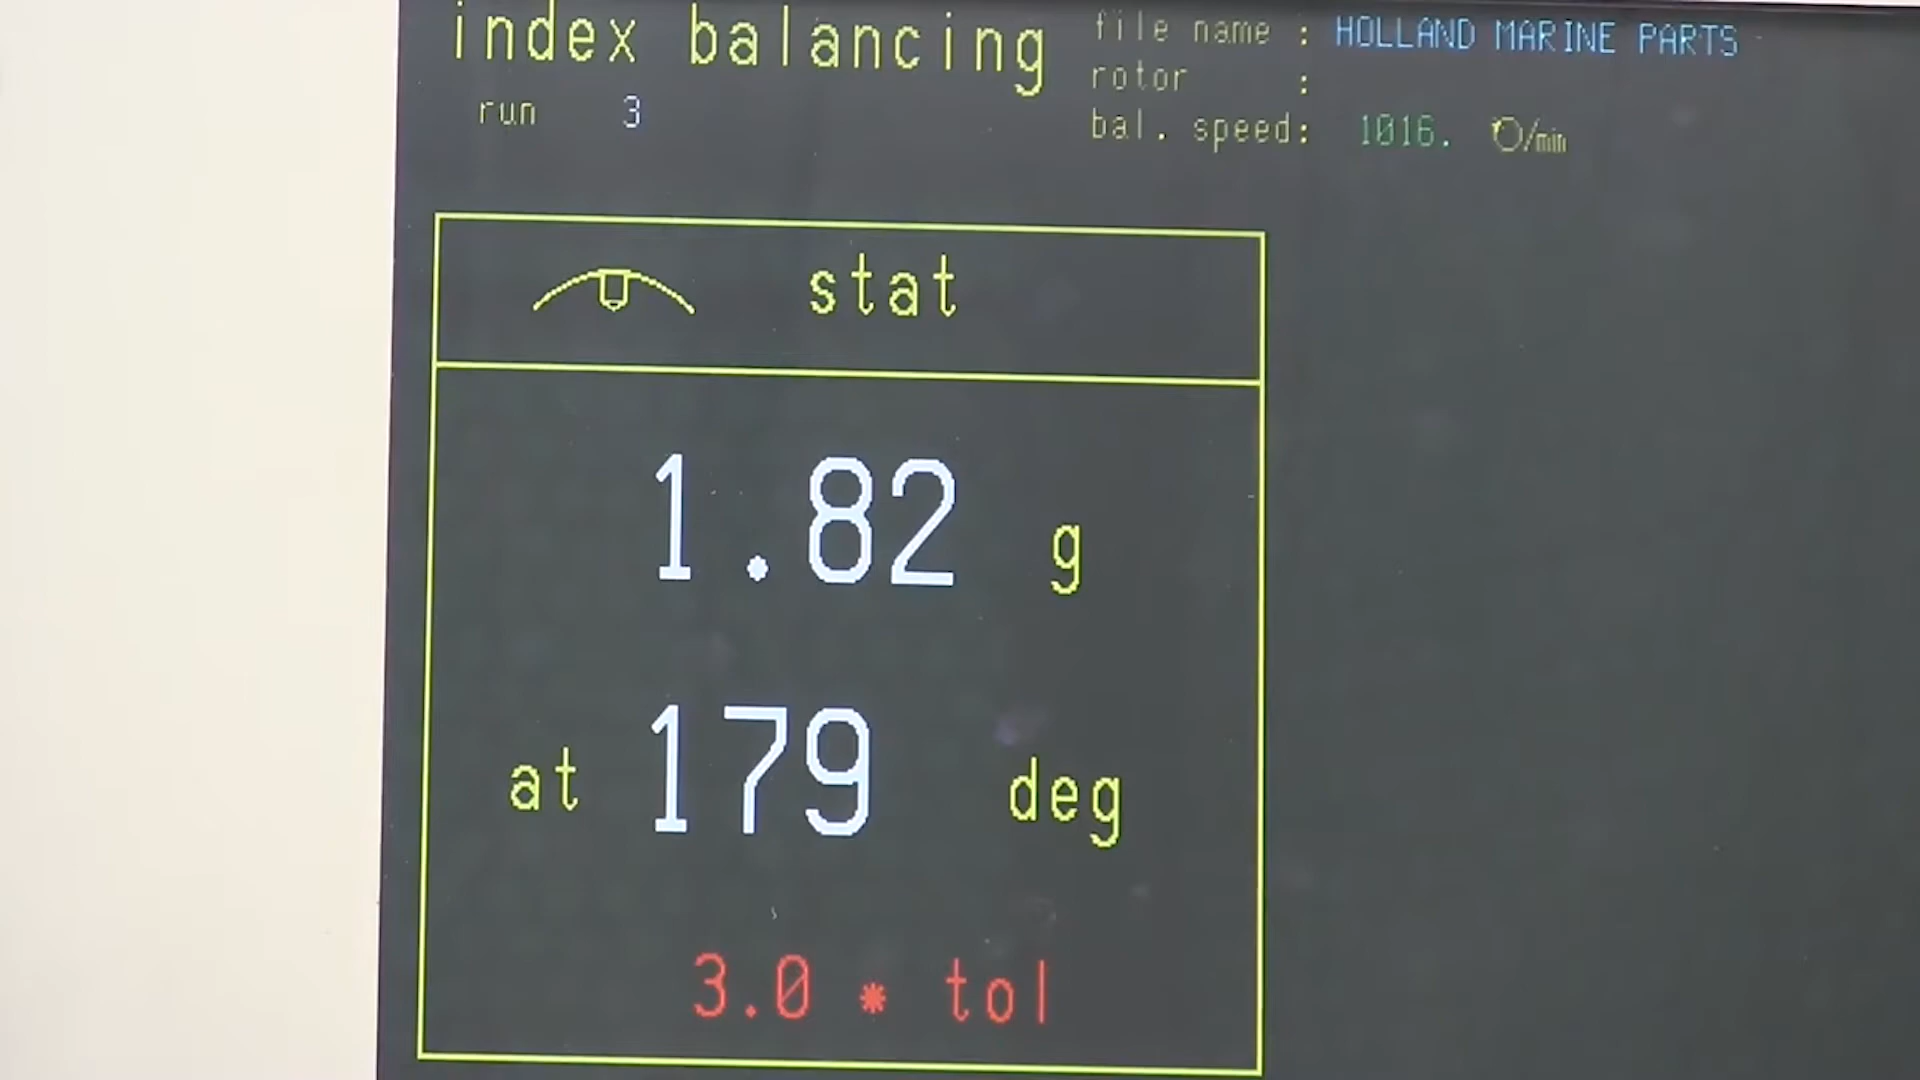 index balancing
run 3
file name : HOLLAND MARINE PARTS
rotor :
bal. speed: 1016. /min
stat
1.82 g
at 179 deg
3.0 * tol